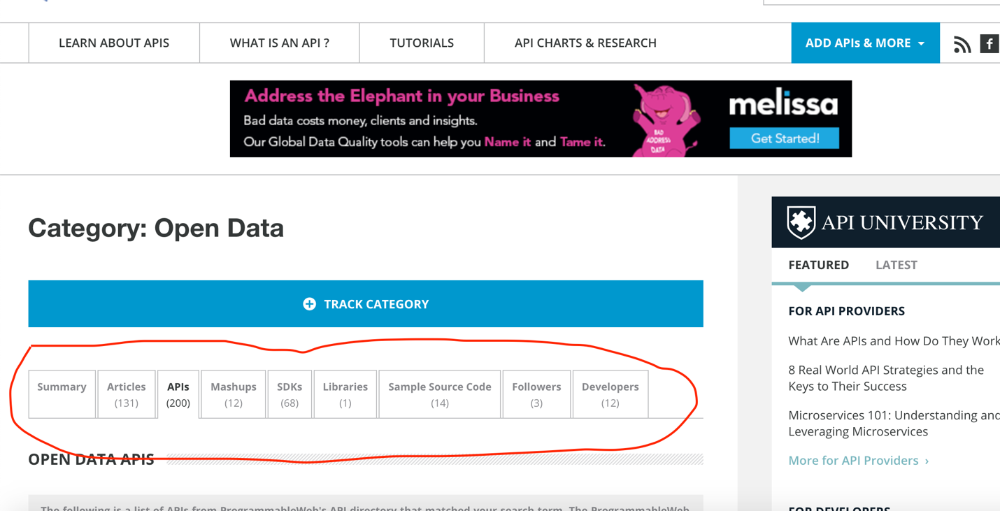 LEARN ABOUT APIS
WHAT IS AN API ?
TUTORIALS
API CHARTS & RESEARCH
ADD APIs & MORE
f
Address the Elephant in your Business
Bad data costs money, clients and insights.
Our Global Data Quality tools can help you Name it and Tame it.
BAD
ADDRESS
DATA
melissa
Get Started!
Category: Open Data
TRACK CATEGORY
Summary
Articles
(131)
APIs
(200)
Mashups
(12)
SDKs
(68)
Libraries
(1)
Sample Source Code
(14)
Followers
(3)
Developers
(12)
OPEN DATA APIS
The following is a list of APIs from ProgrammableWeb's API directory that matched your search term. The ProgrammableWeb
API UNIVERSITY
FEATURED
LATEST
FOR API PROVIDERS
What Are APIs and How Do They Work
8 Real World API Strategies and the
Keys to Their Success
Microservices 101: Understanding and
Leveraging Microservices
More for API Providers ›
FOR DEVELOPERS